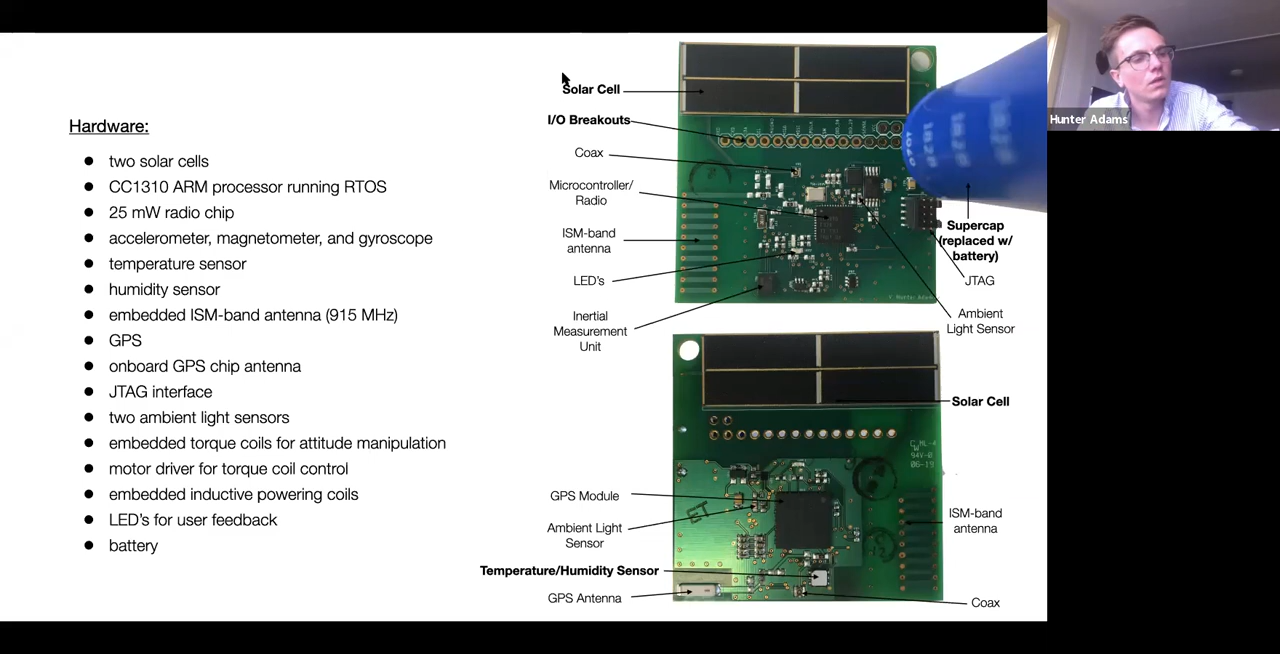 Hardware:
two solar cells
CC1310 ARM processor running RTOS
25 mW radio chip
accelerometer, magnetometer, and gyroscope
temperature sensor
humidity sensor
embedded ISM-band antenna (915 MHz)
GPS
onboard GPS chip antenna
JTAG interface
two ambient light sensors
embedded torque coils for attitude manipulation
motor driver for torque coil control
embedded inductive powering coils
LED's for user feedback
battery
Solar Cell
I/O Breakouts
Coax
Microcontroller/
Radio
ISM-band
antenna
LED's
Inertial
Measurement
Unit
Supercap
(replaced w/
battery)
JTAG
Ambient
Light Sensor
Solar Cell
GPS Module
Ambient Light
Sensor
Temperature/Humidity Sensor
GPS Antenna
ISM-band
antenna
Coax
ET
Hunter Adams